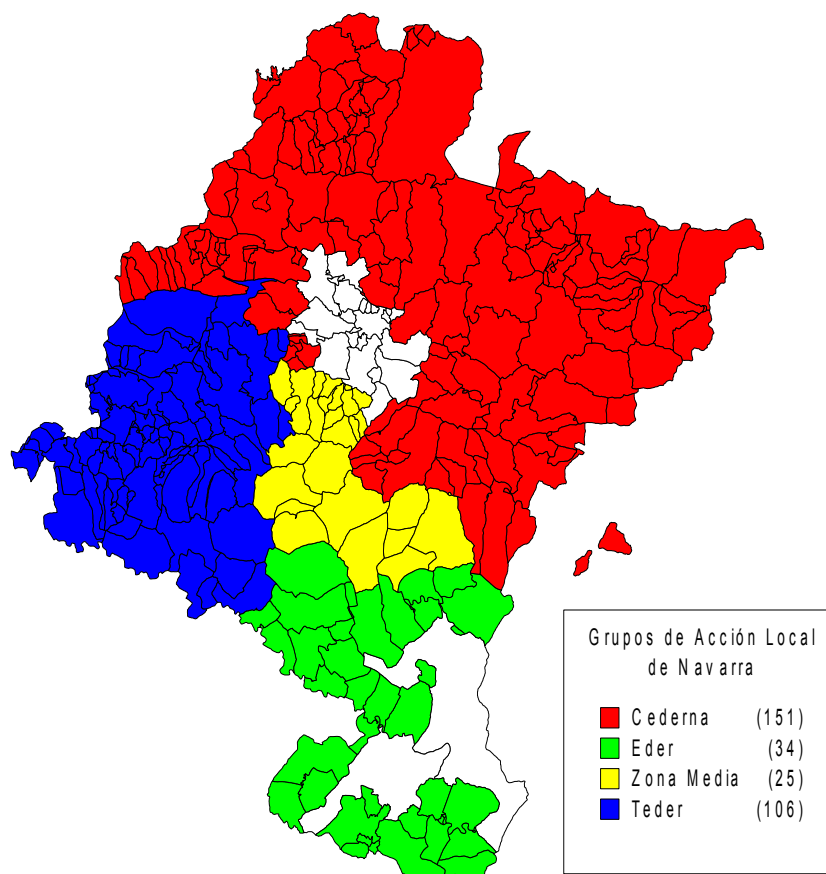 Grupos de Acción Local
de Navarra
Cederna (151)
Eder (34)
Zona Media (25)
Teder (106)